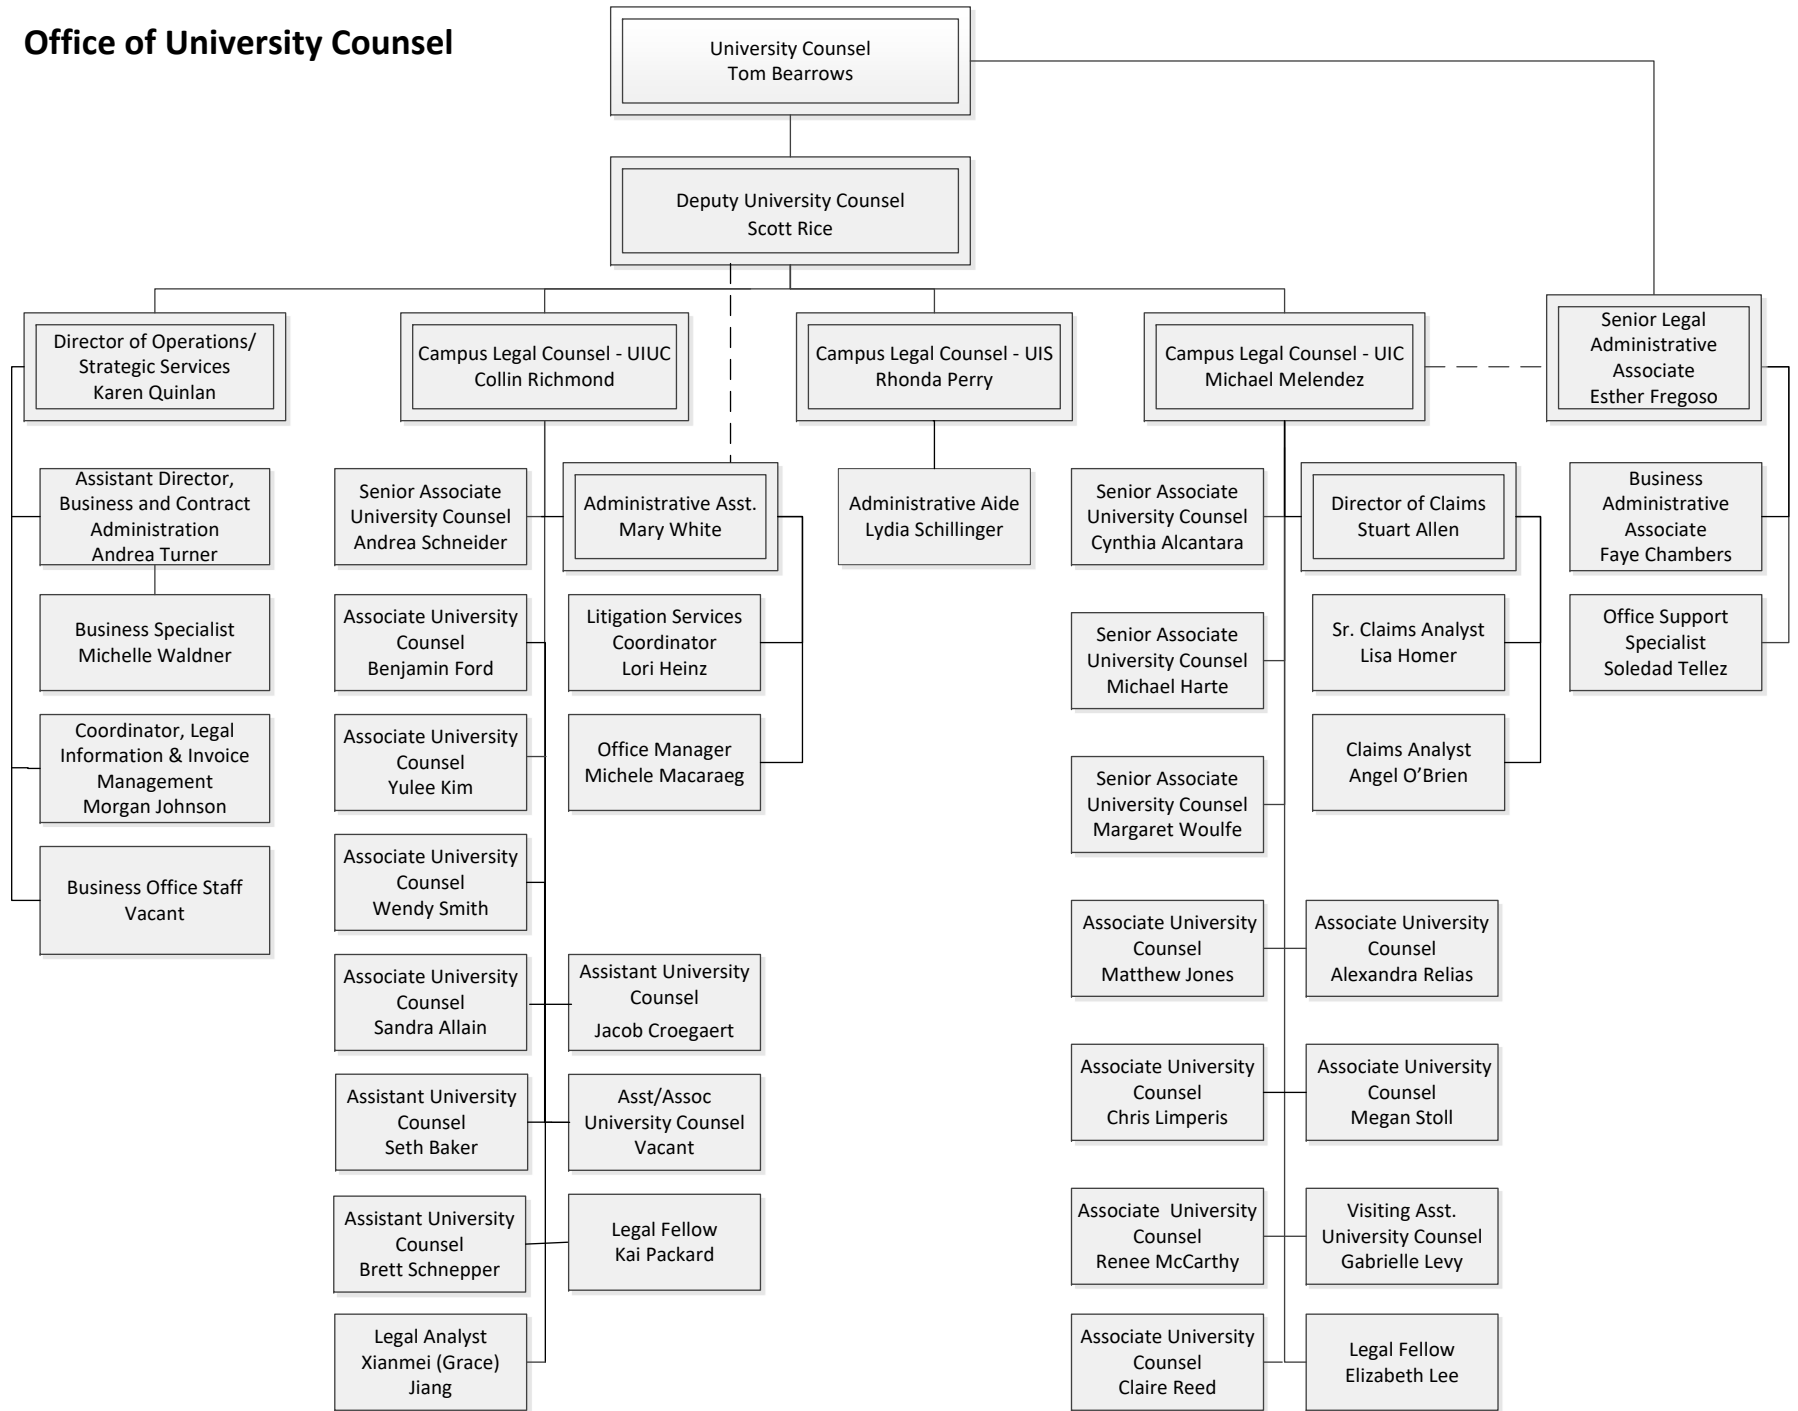 Office of University Counsel
University Counsel
Tom Bearrows
Deputy University Counsel
Scott Rice
Director of Operations/
Strategic Services
Karen Quinlan
Campus Legal Counsel - UIUC
Collin Richmond
Campus Legal Counsel - UIS
Rhonda Perry
Campus Legal Counsel - UIC
Michael Melendez
Senior Legal
Administrative
Associate
Esther Fregoso
Assistant Director,
Business and Contract
Administration
Andrea Turner
Business Specialist
Michelle Waldner
Coordinator, Legal
Information & Invoice
Management
Morgan Johnson
Business Office Staff
Vacant
Senior Associate
University Counsel
Andrea Schneider
Administrative Asst.
Mary White
Associate University
Counsel
Benjamin Ford
Litigation Services
Coordinator
Lori Heinz
Associate University
Counsel
Yulee Kim
Office Manager
Michele Macaraeg
Associate University
Counsel
Wendy Smith
Associate University
Counsel
Sandra Allain
Assistant University
Counsel
Jacob Croegaert
Assistant University
Counsel
Seth Baker
Asst/Assoc
University Counsel
Vacant
Assistant University
Counsel
Brett Schnepper
Legal Fellow
Kai Packard
Legal Analyst
Xianmei (Grace)
Jiang
Administrative Aide
Lydia Schillinger
Senior Associate
University Counsel
Cynthia Alcantara
Director of Claims
Stuart Allen
Senior Associate
University Counsel
Michael Harte
Sr. Claims Analyst
Lisa Homer
Senior Associate
University Counsel
Margaret Woulfe
Claims Analyst
Angel O’Brien
Associate University
Counsel
Matthew Jones
Associate University
Counsel
Alexandra Relias
Associate University
Counsel
Chris Limperis
Associate University
Counsel
Megan Stoll
Associate  University
Counsel
Renee McCarthy
Visiting Asst.
University Counsel
Gabrielle Levy
Associate University
Counsel
Claire Reed
Legal Fellow
Elizabeth Lee
Business
Administrative
Associate
Faye Chambers
Office Support
Specialist
Soledad Tellez